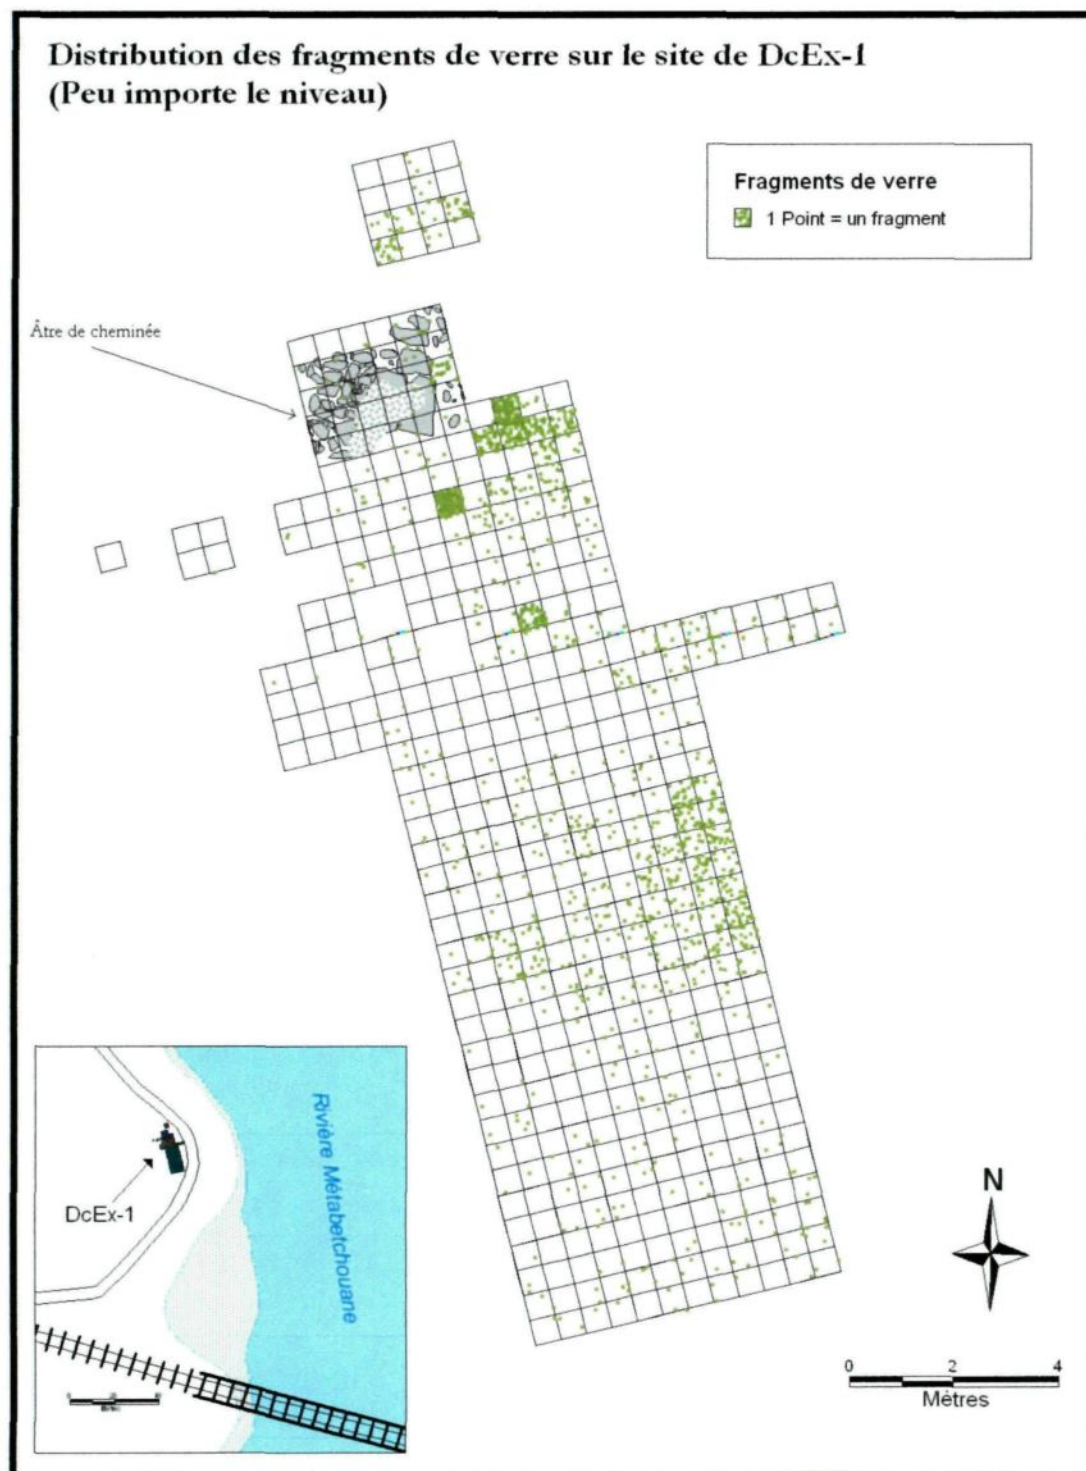 Distribution des fragments de verre sur le site de DcEx-1
(Peu importe le niveau)
Fragments de verre
1 Point = un fragment
Âtre de cheminée
Rivière Métabetchouane
DcEx-1
N
0 2 4
Mètres